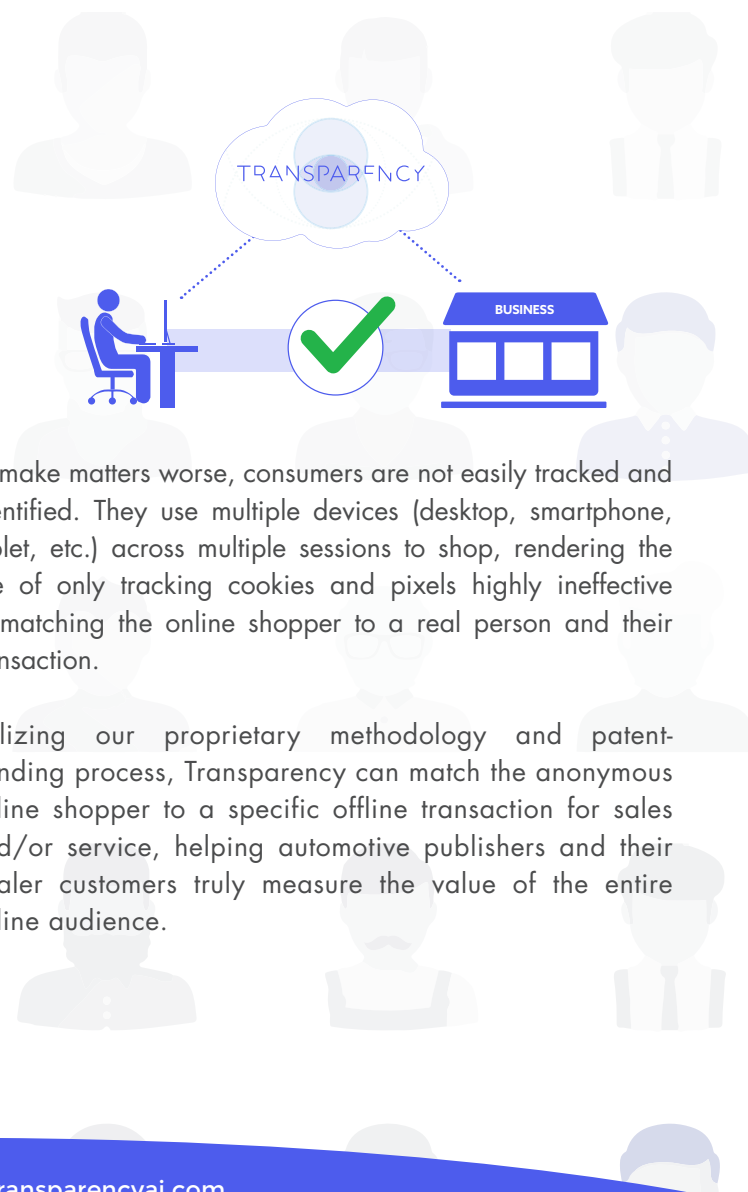 TRANSPARENCY
BUSINESS
make matters worse, consumers are not easily tracked and
entified. They use multiple devices (desktop, smartphone,
blet, etc.) across multiple sessions to shop, rendering the
e of only tracking cookies and pixels highly ineffective
matching the online shopper to a real person and their
ansaction.
lizing our proprietary methodology and patent-
nding process, Transparency can match the anonymous
line shopper to a specific offline transaction for sales
d/or service, helping automotive publishers and their
aler customers truly measure the value of the entire
line audience.
ransparencyai.com